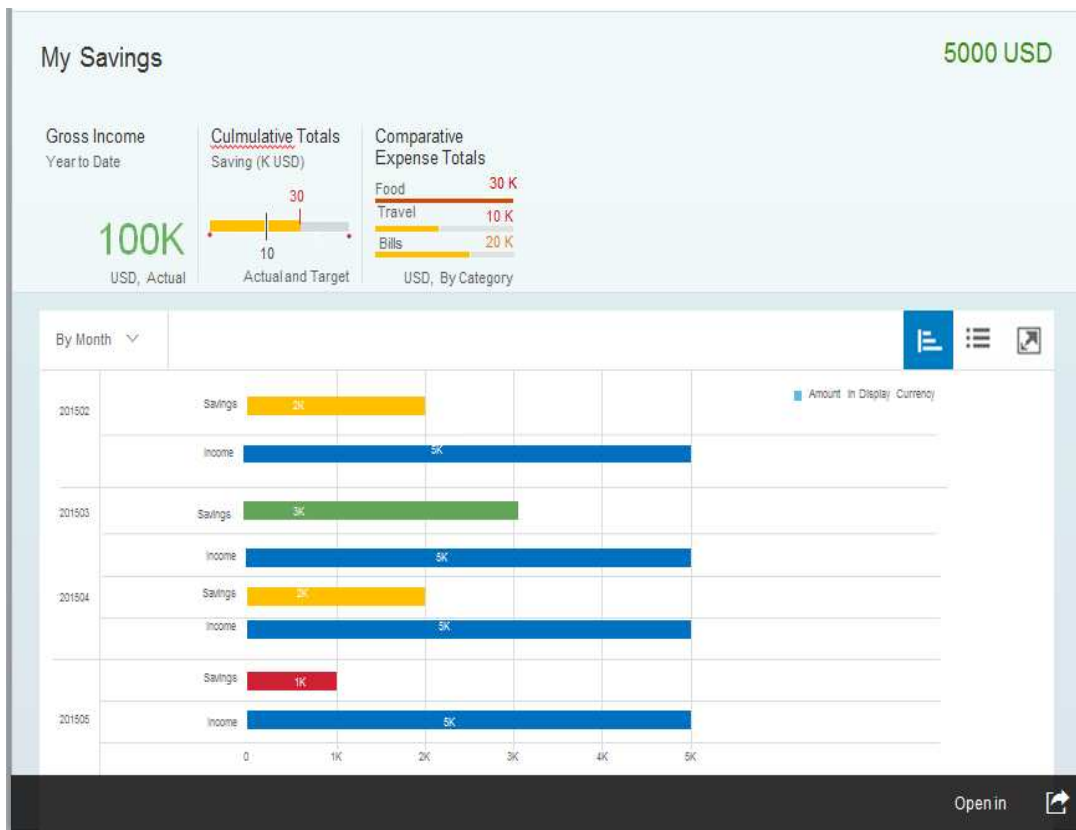 My Savings
5000 USD
Gross Income
Year to Date
100K
USD, Actual
Culmulative Totals
Saving (K USD)
30
10
Actual and Target
Comparative
Expense Totals
Food 30 K
Travel 10 K
Bills 20 K
USD, By Category
By Month
Amount In Display Currency
201502
Savings 2K
Income 5K
201503
Savings 3K
Income 5K
201504
Savings 2K
Income 5K
201505
Savings 1K
Income 5K
0 1K 2K 3K 4K 5K
Open in